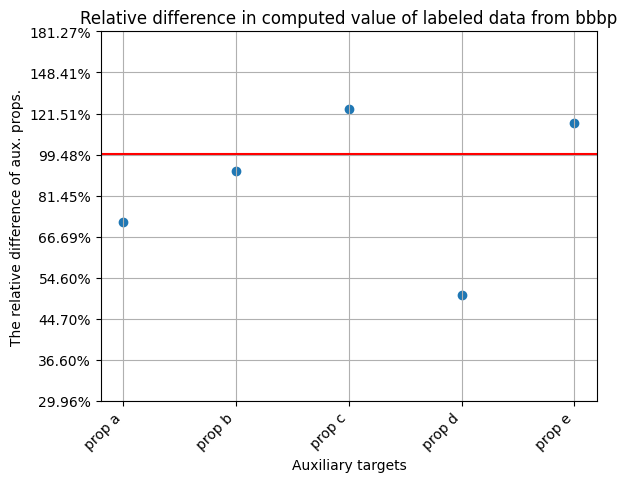 Relative difference in computed value of labeled data from bbbp
The relative difference of aux. props.
181.27%
148.41%
121.51%
99.48%
81.45%
66.69%
54.60%
44.70%
36.60%
29.96%
prop a
prop b
prop c
prop d
prop e
Auxiliary targets